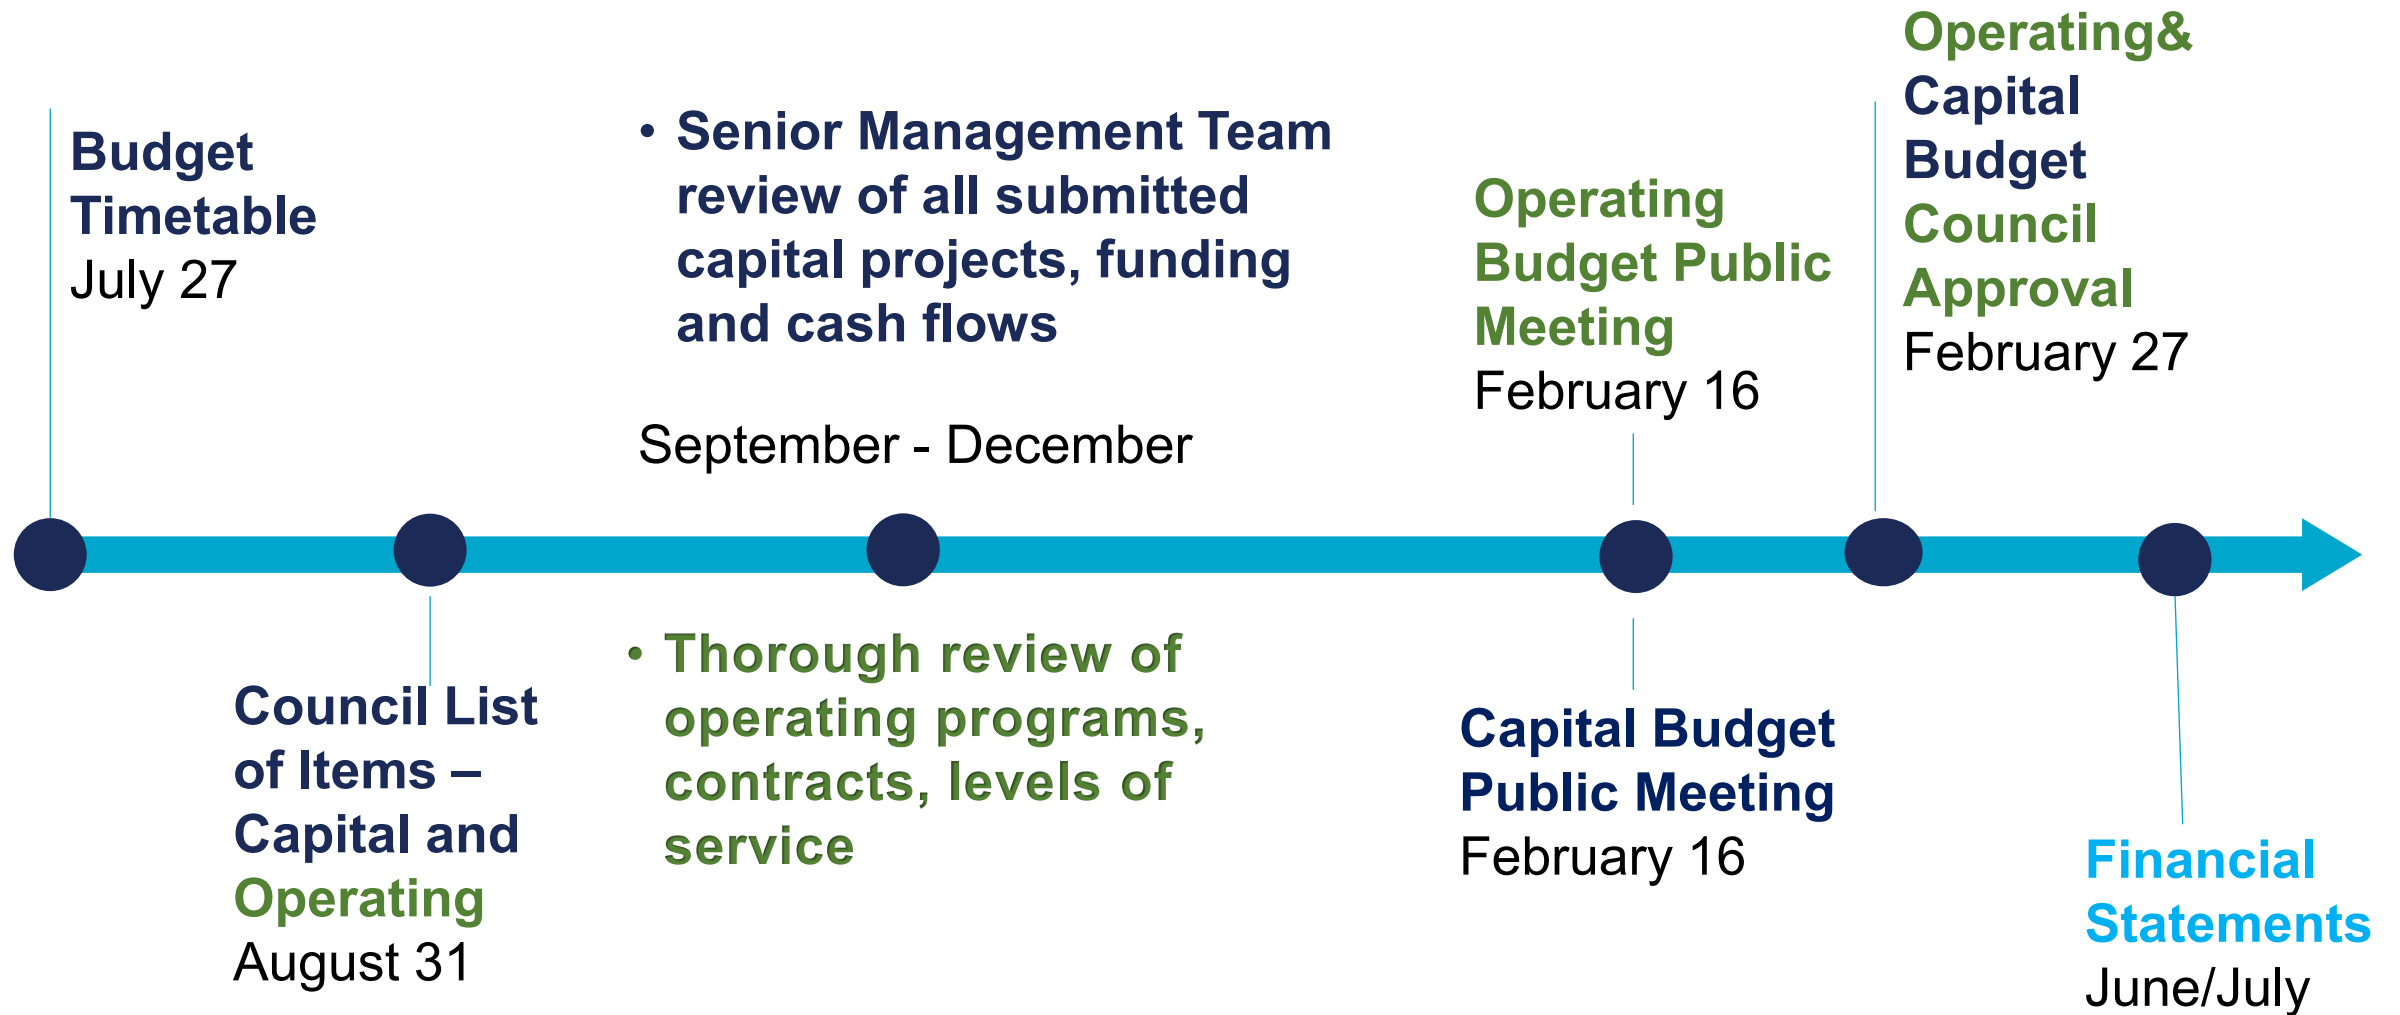 Budget
Timetable
July 27
Council List
of Items –
Capital and
Operating
August 31
• Senior Management Team
review of all submitted
capital projects, funding
and cash flows
September - December
• Thorough review of
operating programs,
contracts, levels of
service
Operating
Budget Public
Meeting
February 16
Capital Budget
Public Meeting
February 16
Operating&
Capital
Budget
Council
Approval
February 27
Financial
Statements
June/July